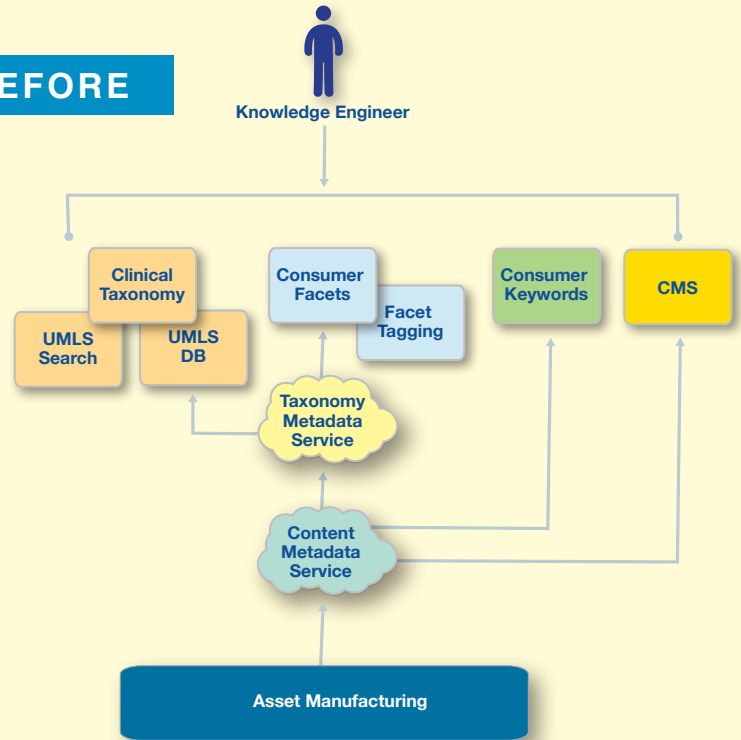 EFORE
Knowledge Engineer
Clinical
Taxonomy
UMLS
Search
UMLS
DB
Consumer
Facets
Facet
Tagging
Consumer
Keywords
CMS
Taxonomy
Metadata
Service
Content
Metadata
Service
Asset Manufacturing